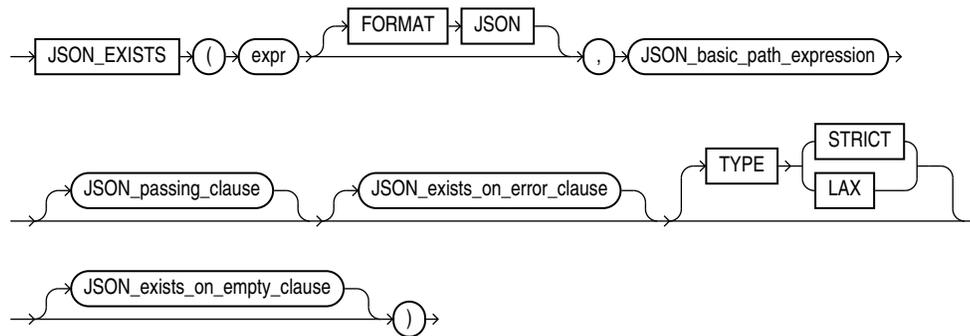 FORMAT JSON
JSON_EXISTS ( expr , JSON_basic_path_expression
STRICT
JSON_passing_clause JSON_exists_on_error_clause TYPE
LAX
JSON_exists_on_empty_clause )